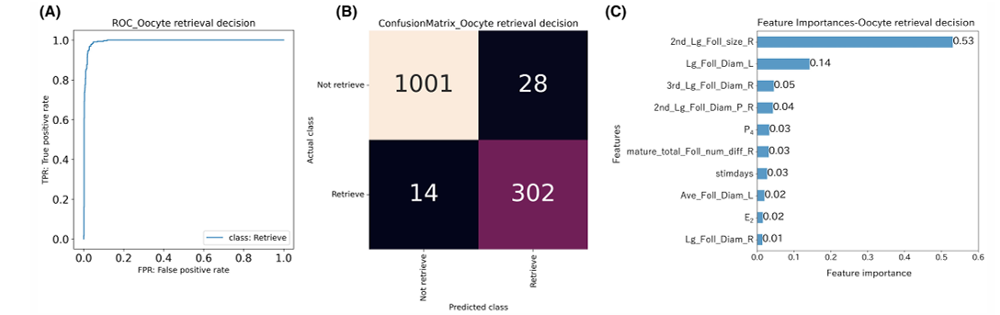 (A)
ROC_Oocyte retrieval decision
1.0
0.8
0.6
0.4
0.2
0.0
TPR: True positive rate
class: Retrieve
0.0 0.2 0.4 0.6 0.8 1.0
FPR: False positive rate
(B)
ConfusionMatrix_Oocyte retrieval decision
Actual class
Not retrieve 1001 28
Retrieve 14 302
Not retrieve Retrieve
Predicted class
(C)
Feature Importances-Oocyte retrieval decision
Features
2nd_Lg_Foll_size_R 0.53
Lg_Foll_Diam_L 0.14
3rd_Lg_Foll_Diam_R 0.05
2nd_Lg_Foll_Diam_P_R 0.04
P₄ 0.03
mature_total_Foll_num_diff_R 0.03
stimdays 0.03
Ave_Foll_Diam_L 0.02
E₂ 0.02
Lg_Foll_Diam_R 0.01
0.0 0.1 0.2 0.3 0.4 0.5 0.6
Feature importance